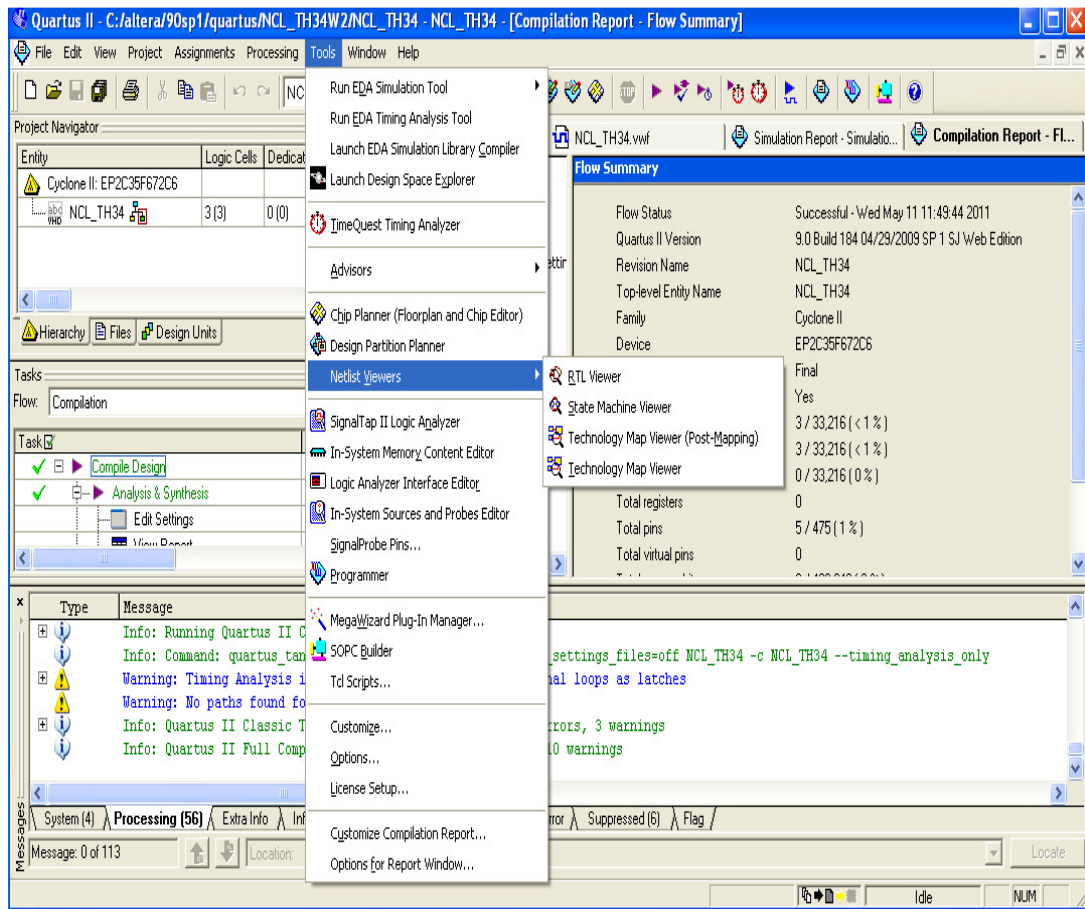 Quartus II - C:/altera/90sp1/quartus/NCL_TH34W2/NCL_TH34 - NCL_TH34 - [Compilation Report - Flow Summary]
File Edit View Project Assignments Processing Tools Window Help
NC
Project Navigator
Entity Logic Cells Dedicat
Cyclone II: EP2C35F672C6
abd VHD NCL_TH34 3 (3) 0 (0)
Hierarchy Files Design Units
Tasks
Flow: Compilation
Task
Compile Design
Analysis & Synthesis
Edit Settings
View Report
Run EDA Simulation Tool
Run EDA Timing Analysis Tool
Launch EDA Simulation Library Compiler
Launch Design Space Explorer
TimeQuest Timing Analyzer
Advisors
Chip Planner (Floorplan and Chip Editor)
Design Partition Planner
Netlist Viewers
SignalTap II Logic Analyzer
In-System Memory Content Editor
Logic Analyzer Interface Editor
In-System Sources and Probes Editor
SignalProbe Pins...
Programmer
MegaWizard Plug-In Manager...
SOPC Builder
Tcl Scripts...
Customize...
Options...
License Setup...
Customize Compilation Report...
Options for Report Window...
RTL Viewer
State Machine Viewer
Technology Map Viewer (Post-Mapping)
Technology Map Viewer
STOP
NCL_TH34.vwf Simulation Report - Simulatio... Compilation Report - Fl...
ettir
Flow Summary
Flow Status Successful - Wed May 11 11:49:44 2011
Quartus II Version 9.0 Build 184 04/29/2009 SP 1 SJ Web Edition
Revision Name NCL_TH34
Top-level Entity Name NCL_TH34
Family Cyclone II
Device EP2C35F672C6
Final
Yes
3 / 33,216 ( < 1 % )
3 / 33,216 ( < 1 % )
0 / 33,216 ( 0 % )
Total registers 0
Total pins 5 / 475 ( 1 % )
Total virtual pins 0
Type Message
Info: Running Quartus II C
Info: Command: quartus_tan _settings_files=off NCL_TH34 -c NCL_TH34 --timing_analysis_only
Warning: Timing Analysis i nal loops as latches
Warning: No paths found fo
Info: Quartus II Classic T rrors, 3 warnings
Info: Quartus II Full Comp 10 warnings
System (4) Processing (56) Extra Info Inf rror Suppressed (6) Flag
Messages
Message: 0 of 113 Location: Locate
Idle NUM